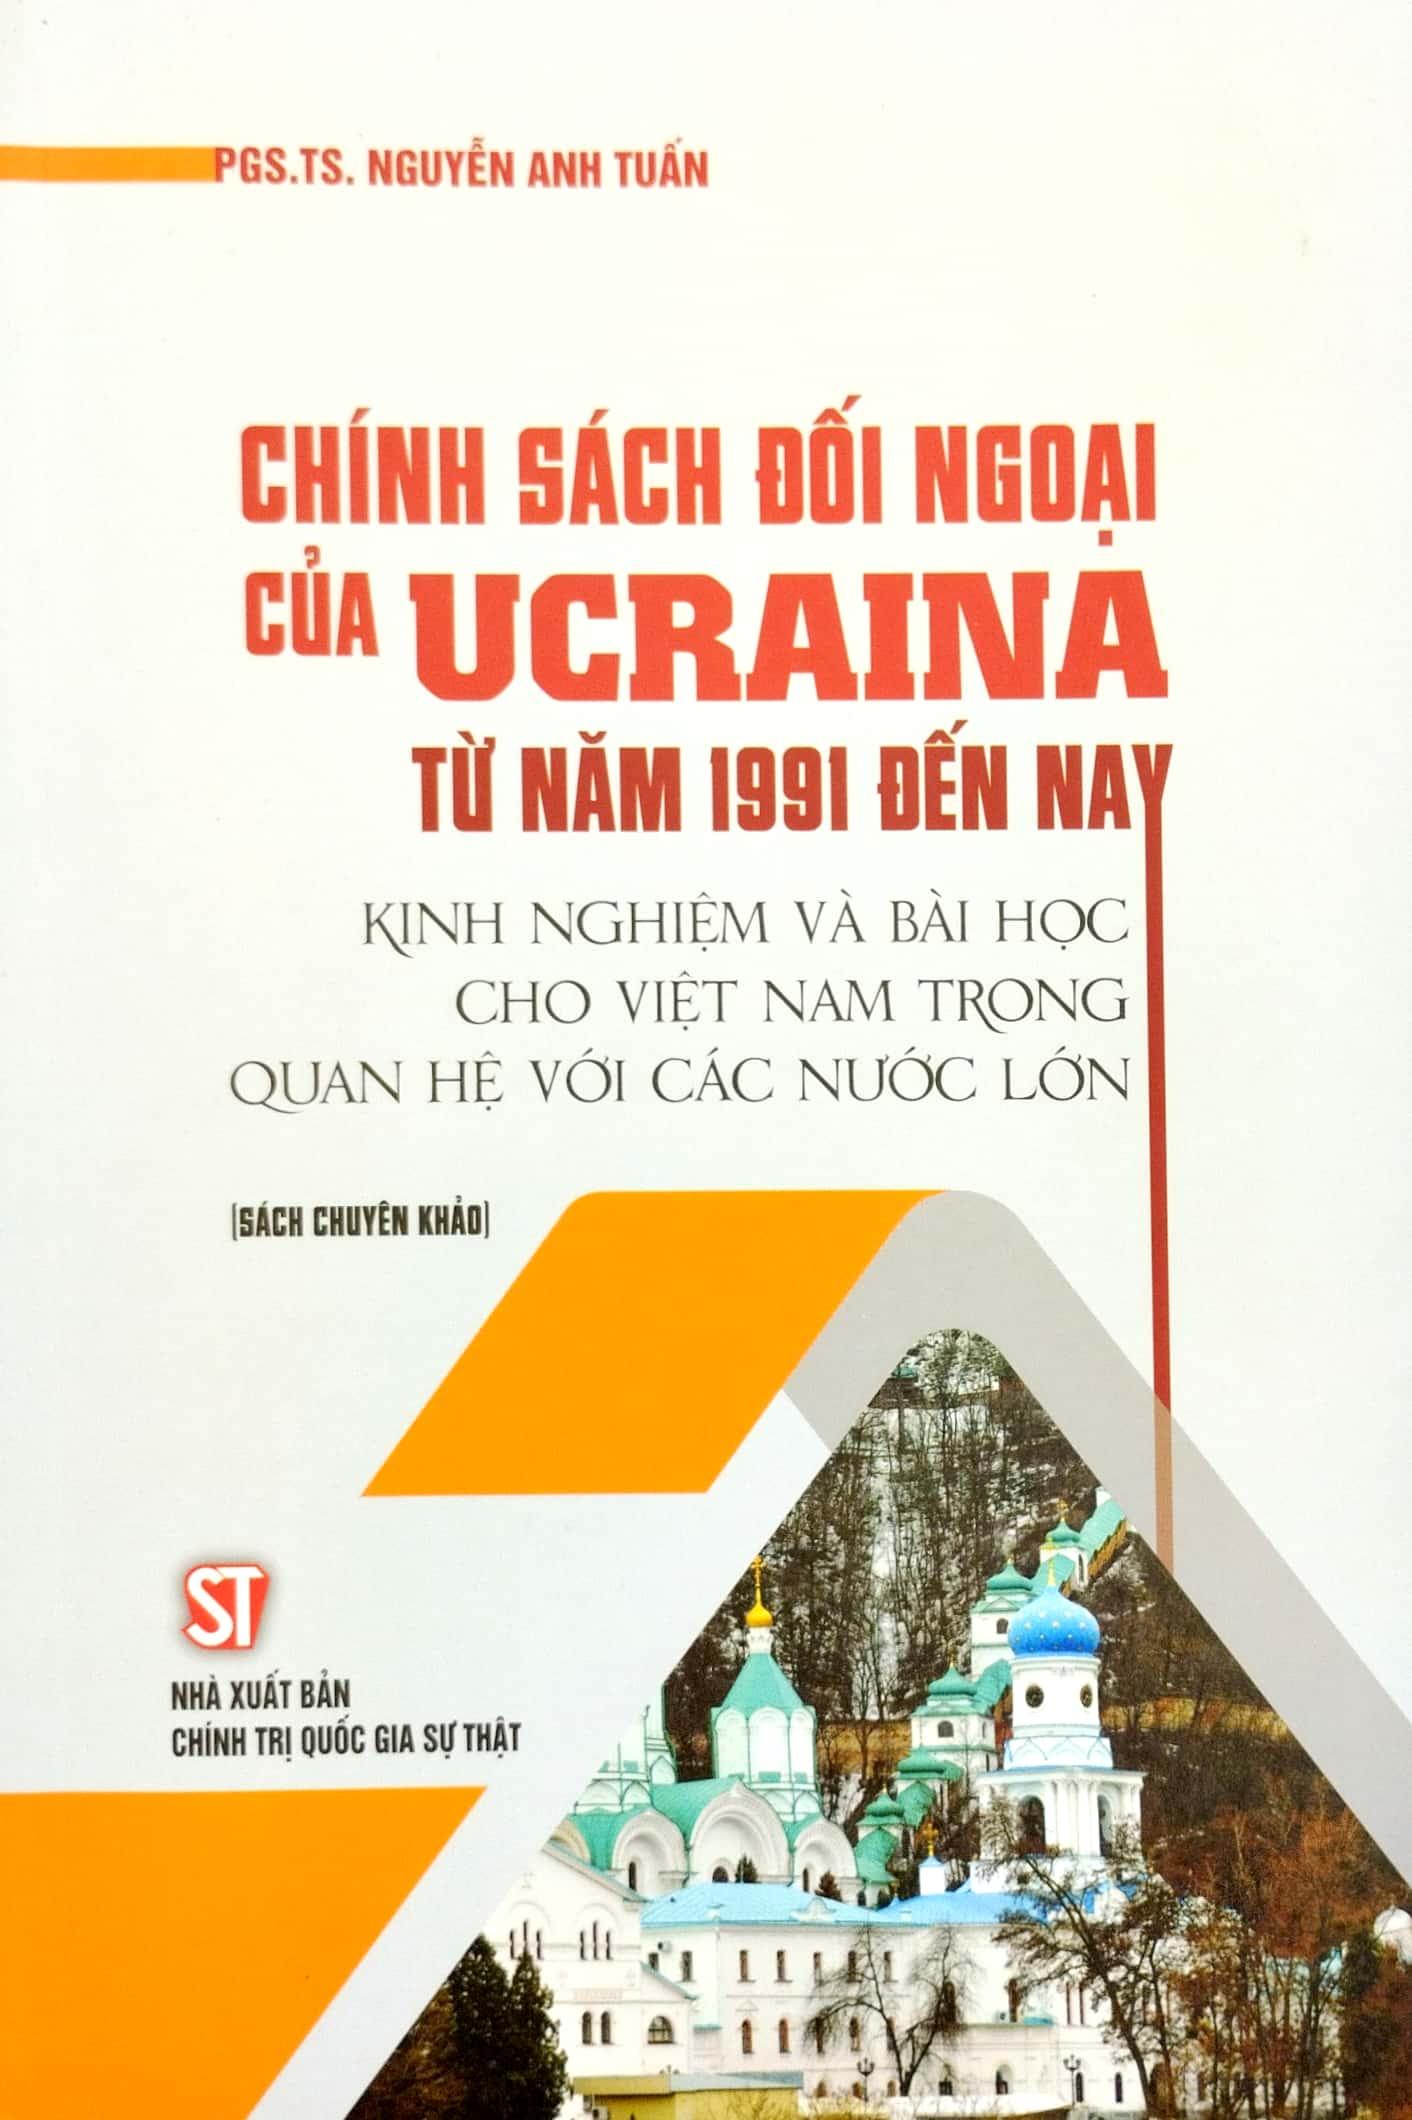 PGS.TS. NGUYỄN ANH TUẤN
CHÍNH SÁCH ĐỐI NGOẠI
CỦA UCRAINA
TỪ NĂM 1991 ĐẾN NAY
KINH NGHIỆM VÀ BÀI HỌC
CHO VIỆT NAM TRONG
QUAN HỆ VỚI CÁC NƯỚC LỚN
(SÁCH CHUYÊN KHẢO)
ST
NHÀ XUẤT BẢN
CHÍNH TRỊ QUỐC GIA SỰ THẬT